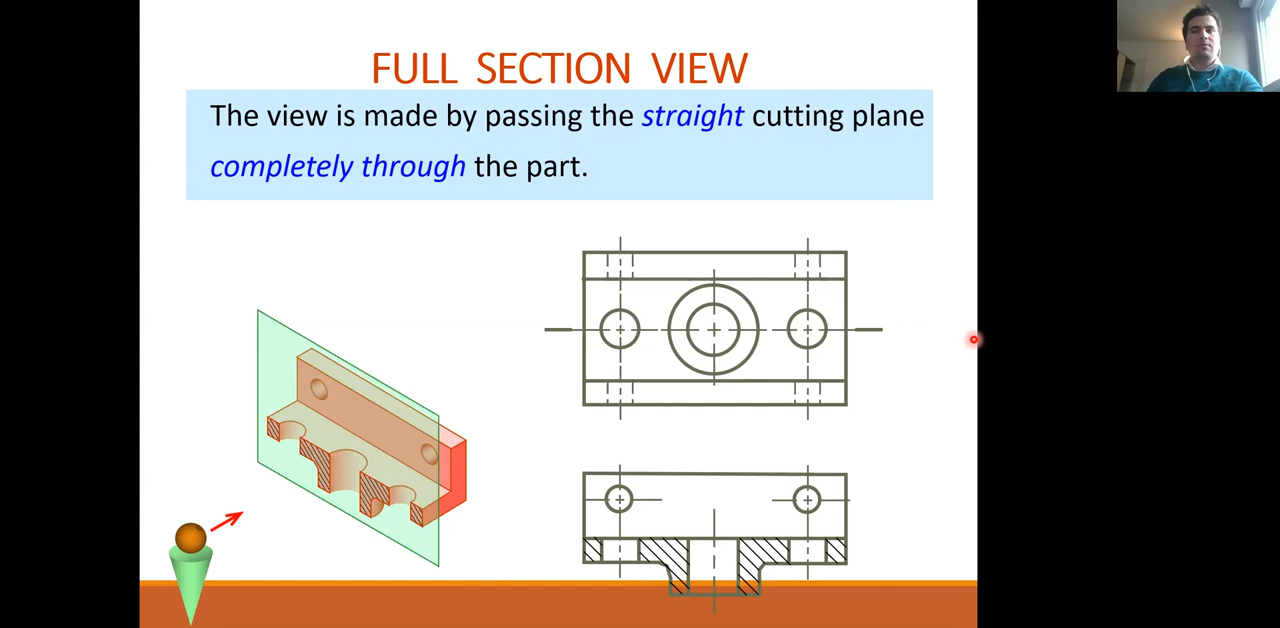 FULL SECTION VIEW
The view is made by passing the straight cutting plane
completely through the part.